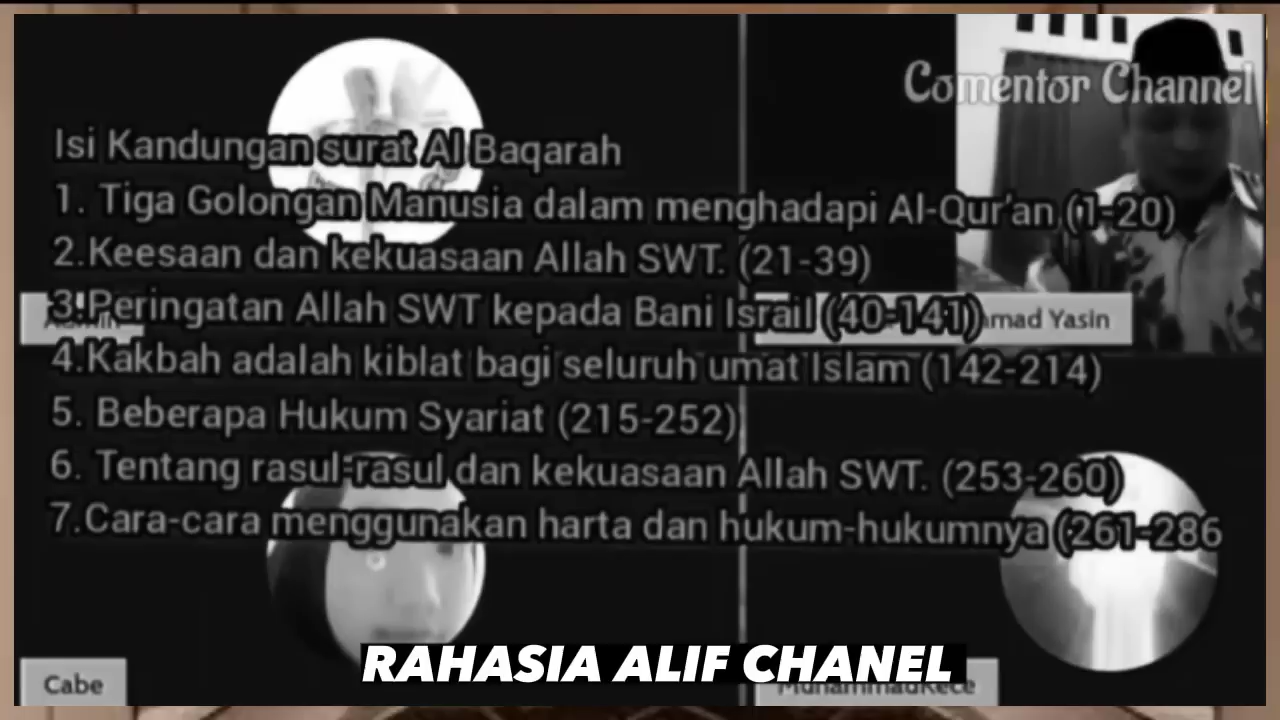 Comentor Channel
Isi Kandungan surat Al Baqarah
1. Tiga Golongan Manusia dalam menghadapi Al-Qur'an (1-20)
2.Keesaan dan kekuasaan Allah SWT. (21-39)
3.Peringatan Allah SWT kepada Bani Israil (40-141)
mad Yasin
4.Kakbah adalah kiblat bagi seluruh umat Islam (142-214)
5. Beberapa Hukum Syariat (215-252)
6. Tentang rasul-rasul dan kekuasaan Allah SWT. (253-260)
7.Cara-cara menggunakan harta dan hukum-hukumnya (261-286
RAHASIA ALIF CHANEL
Cabe
MuhammadKece